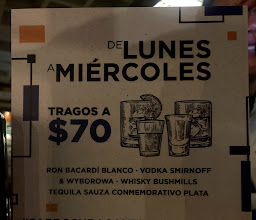 DE LUNES
A MIÉRCOLES
TRAGOS A
$70
RON BACARDÍ BLANCO · VODKA SMIRNOFF
& WYBOROWA · WHISKY BUSHMILLS
TEQUILA SAUZA CONMEMORATIVO PLATA